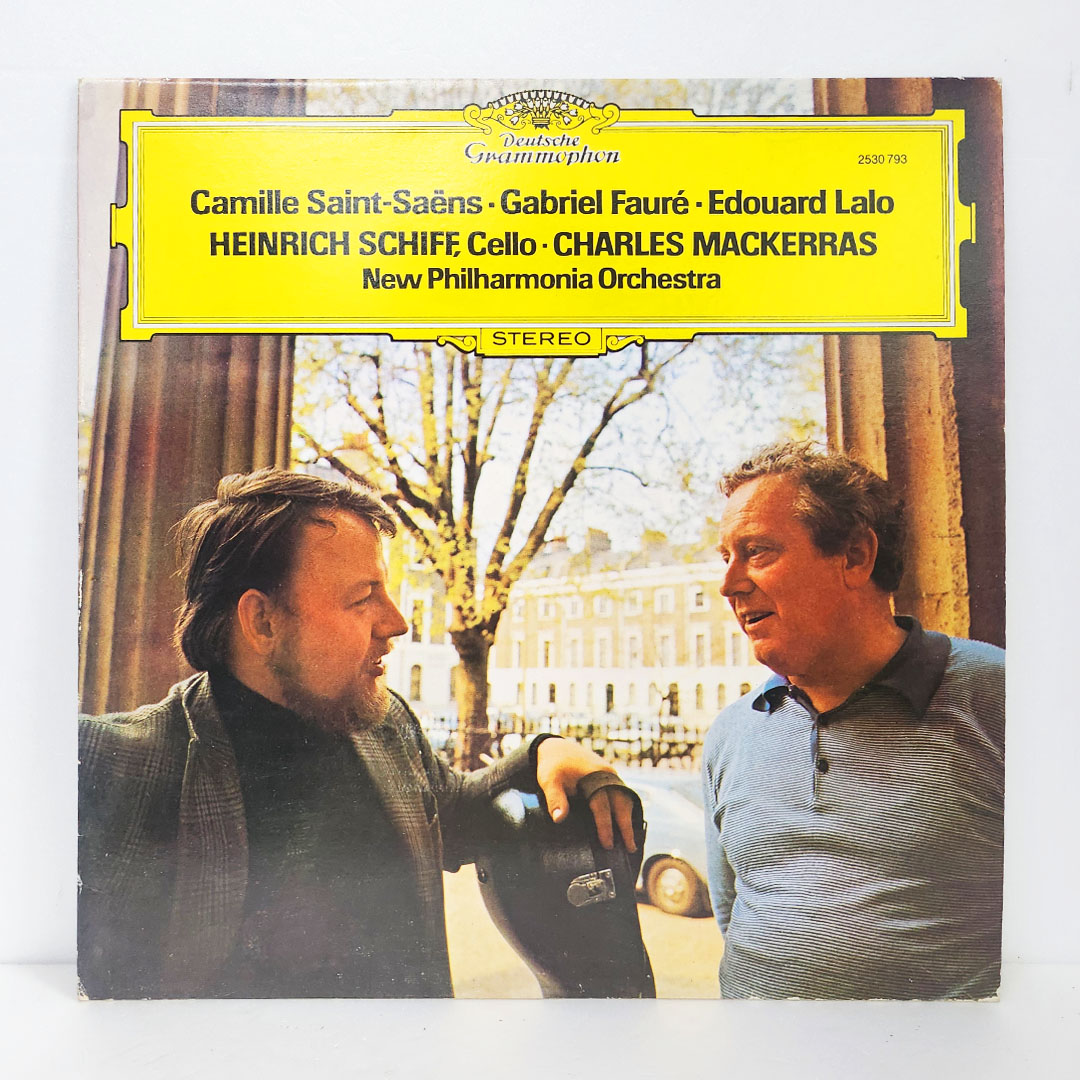 Deutsche
Grammophon
2530 793
Camille Saint-Saëns · Gabriel Fauré · Edouard Lalo
HEINRICH SCHIFF, Cello · CHARLES MACKERRAS
New Philharmonia Orchestra
STEREO